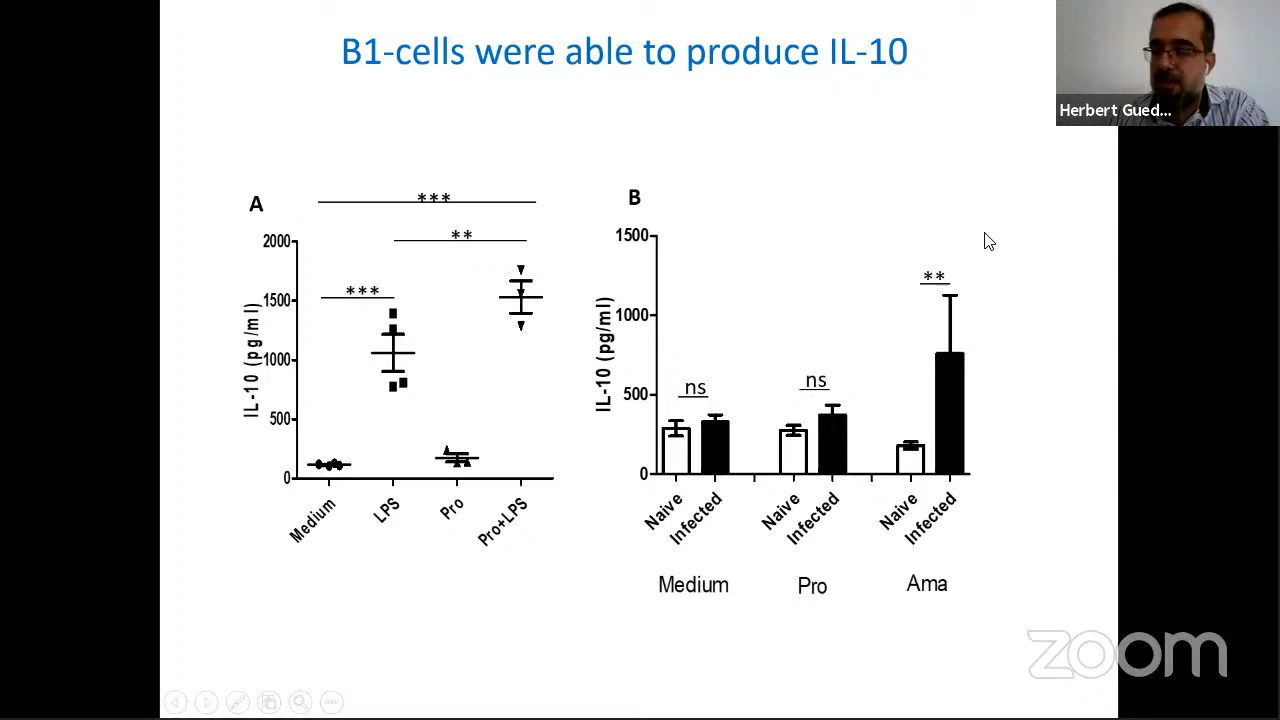 B1-cells were able to produce IL-10
Herbert Gued...
A
***
**
***
2000
1500
1000
500
0
IL-10 (pg/ml)
Medium
LPS
Pro
Pro+LPS
B
1500
1000
500
0
IL-10 (pg/ml)
ns
ns
**
Naive
Infected
Naive
Infected
Naive
Infected
Medium
Pro
Ama
zoom